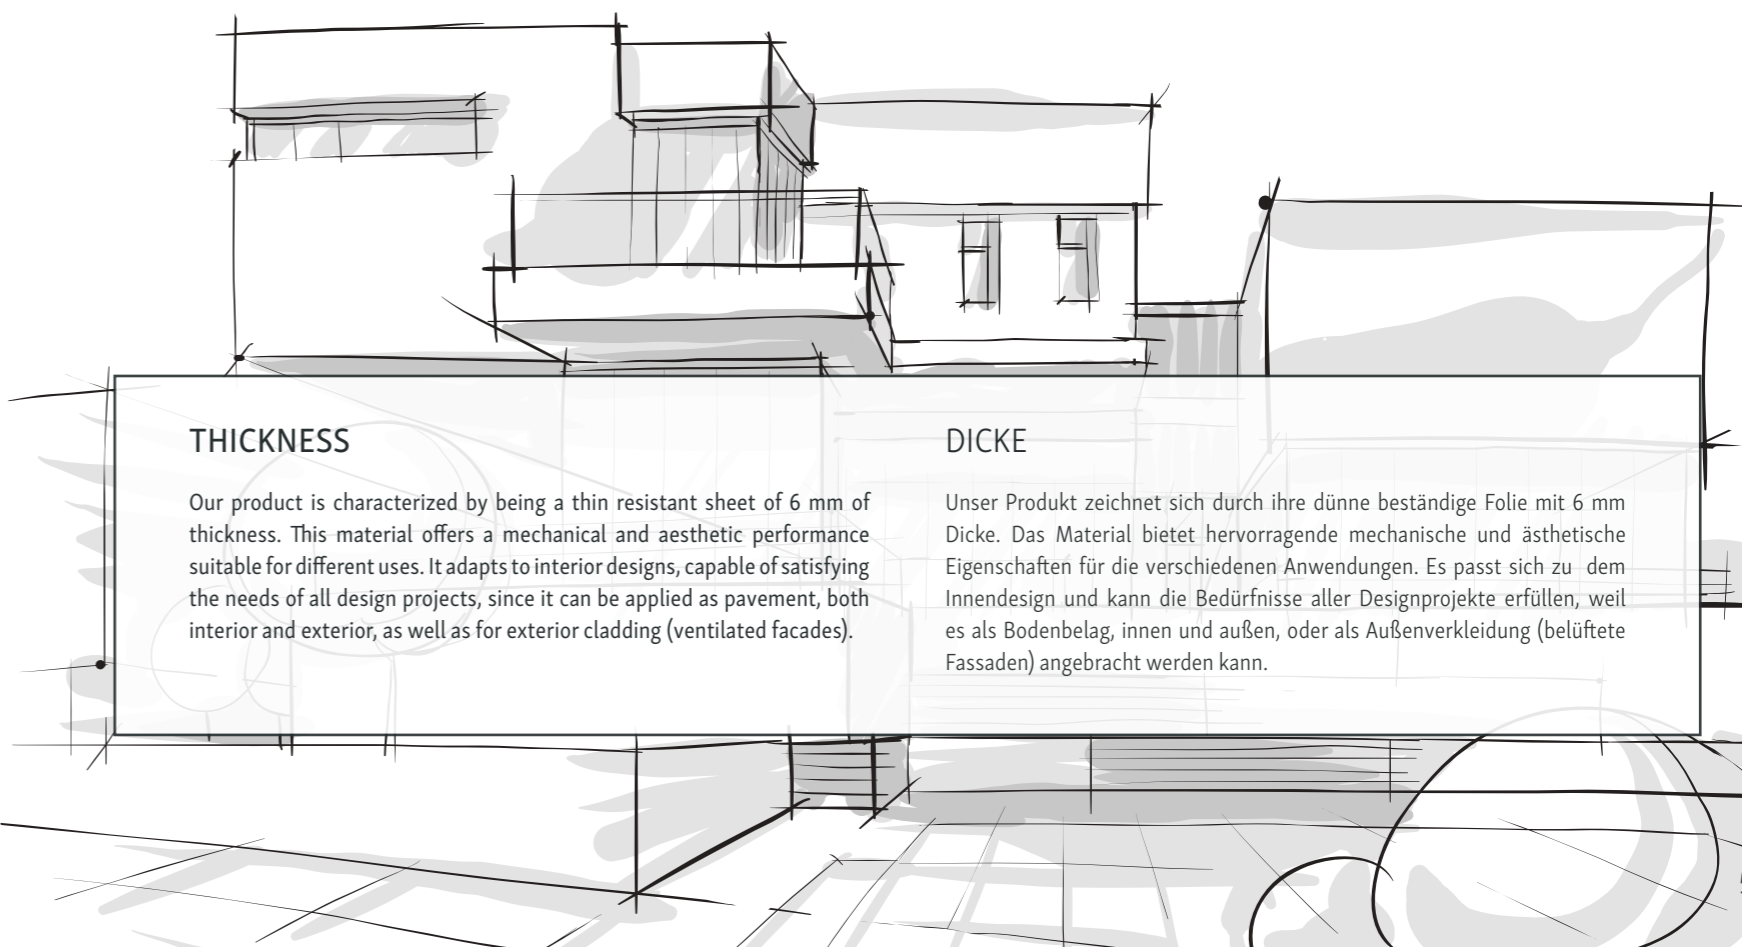 THICKNESS
Our product is characterized by being a thin resistant sheet of 6 mm of
thickness. This material offers a mechanical and aesthetic performance
suitable for different uses. It adapts to interior designs, capable of satisfying
the needs of all design projects, since it can be applied as pavement, both
interior and exterior, as well as for exterior cladding (ventilated facades).
DICKE
Unser Produkt zeichnet sich durch ihre dünne beständige Folie mit 6 mm
Dicke. Das Material bietet hervorragende mechanische und ästhetische
Eigenschaften für die verschiedenen Anwendungen. Es passt sich zu dem
Innendesign und kann die Bedürfnisse aller Designprojekte erfüllen, weil
es als Bodenbelag, innen und außen, oder als Außenverkleidung (belüftete
Fassaden) angebracht werden kann.